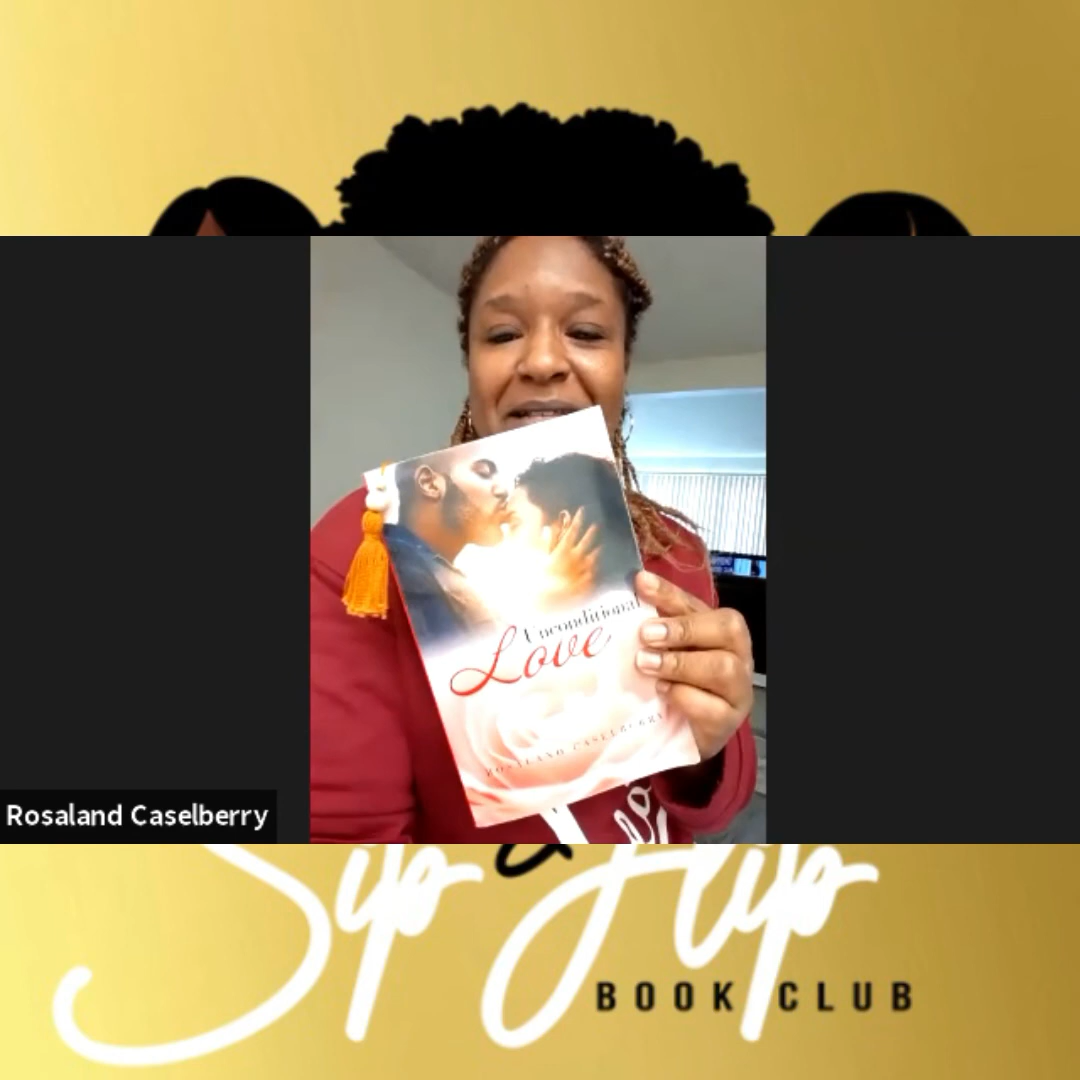 Unconditional
Love
ROSALAND CASELBERRY
Rosaland Caselberry
Sip & Flip
BOOK CLUB